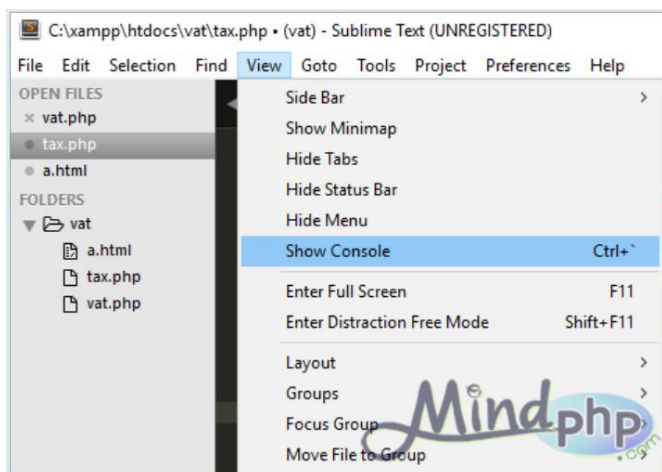 C:\xampp\htdocs\vat\tax.php • (vat) - Sublime Text (UNREGISTERED)
File Edit Selection Find View Goto Tools Project Preferences Help
OPEN FILES
vat.php
tax.php
a.html
FOLDERS
vat
a.html
tax.php
vat.php
Side Bar
Show Minimap
Hide Tabs
Hide Status Bar
Hide Menu
Show Console Ctrl+`
Enter Full Screen F11
Enter Distraction Free Mode Shift+F11
Layout
Groups
Focus Group
Move File to Group
Mindphp.com